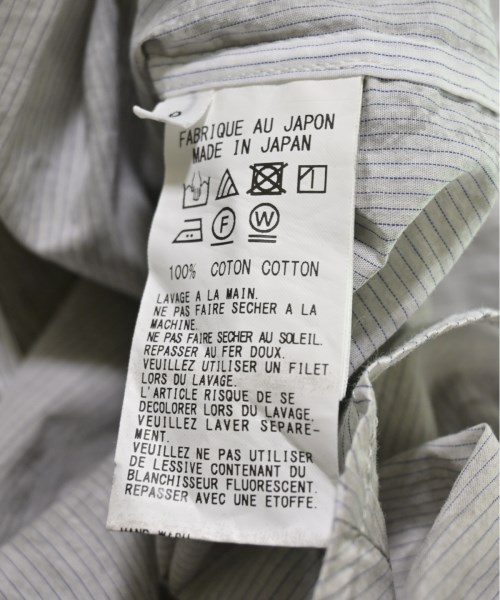 FABRIQUE AU JAPON
MADE IN JAPAN
F W
100% COTON COTTON
LAVAGE A LA MAIN.
NE PAS FAIRE SECHER A LA
MACHINE.
NE PAS FAIRE SECHER AU SOLEIL.
REPASSER AU FER DOUX.
VEUILLEZ UTILISER UN FILET
LORS DU LAVAGE.
L'ARTICLE RISQUE DE SE
DECOLORER LORS DU LAVAGE,
VEUILLEZ LAVER SEPARE-
MENT.
VEUILLEZ NE PAS UTILISER
DE LESSIVE CONTENANT DU
BLANCHISSEUR FLUORESCENT.
REPASSER AVEC UNE ETOFFE.
HAND WASH